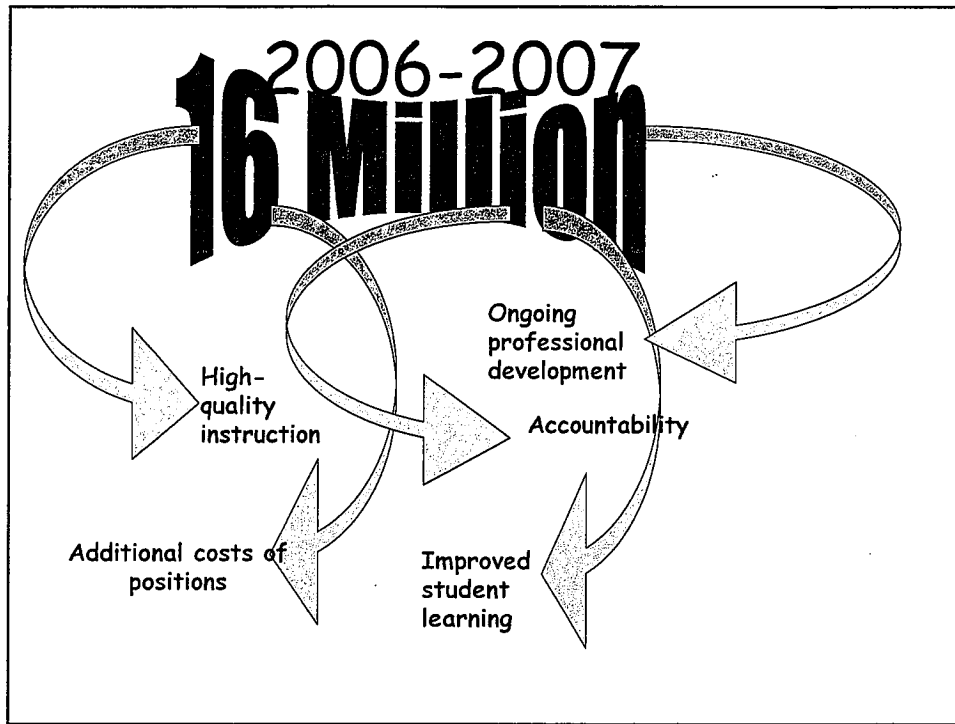 2006-2007
16 Million
Ongoing
professional
development
High-
quality
instruction
Accountability
Additional costs of
positions
Improved
student
learning